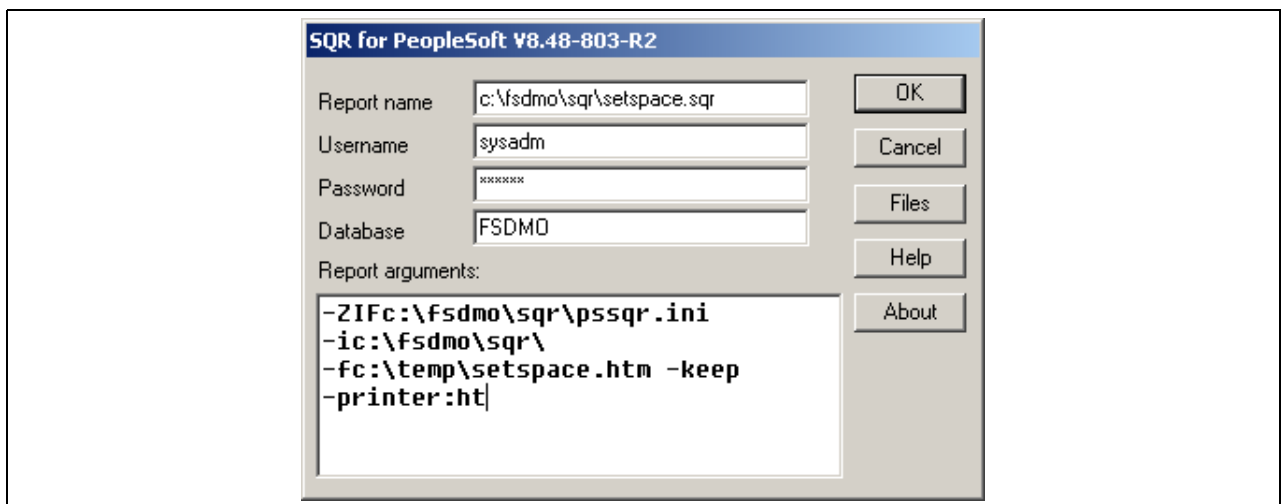 SQR for PeopleSoft V8.48-803-R2
Report name c:\fsdmo\sqr\setspace.sqr OK
Username sysadm Cancel
Password ******
Files
Database FSDMO
Help
Report arguments:
About
-ZIFc:\fsdmo\sqr\pssqr.ini
-ic:\fsdmo\sqr\
-fc:\temp\setspace.htm -keep
-printer:ht